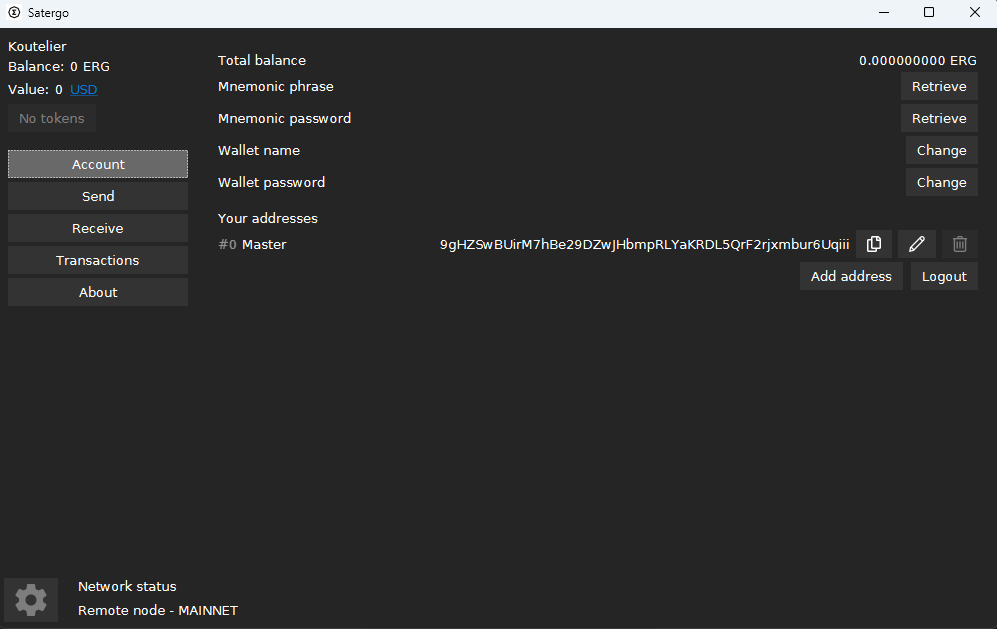 Satergo
Koutelier
Balance: 0 ERG
Value: 0 USD
No tokens
Account
Send
Receive
Transactions
About
Total balance 0.000000000 ERG
Mnemonic phrase Retrieve
Mnemonic password Retrieve
Wallet name Change
Wallet password Change
Your addresses
#0 Master 9gHZSwBUirM7hBe29DZwJHbmpRLYaKRDL5QrF2rjxmbur6Uqiii
Add address Logout
Network status
Remote node - MAINNET